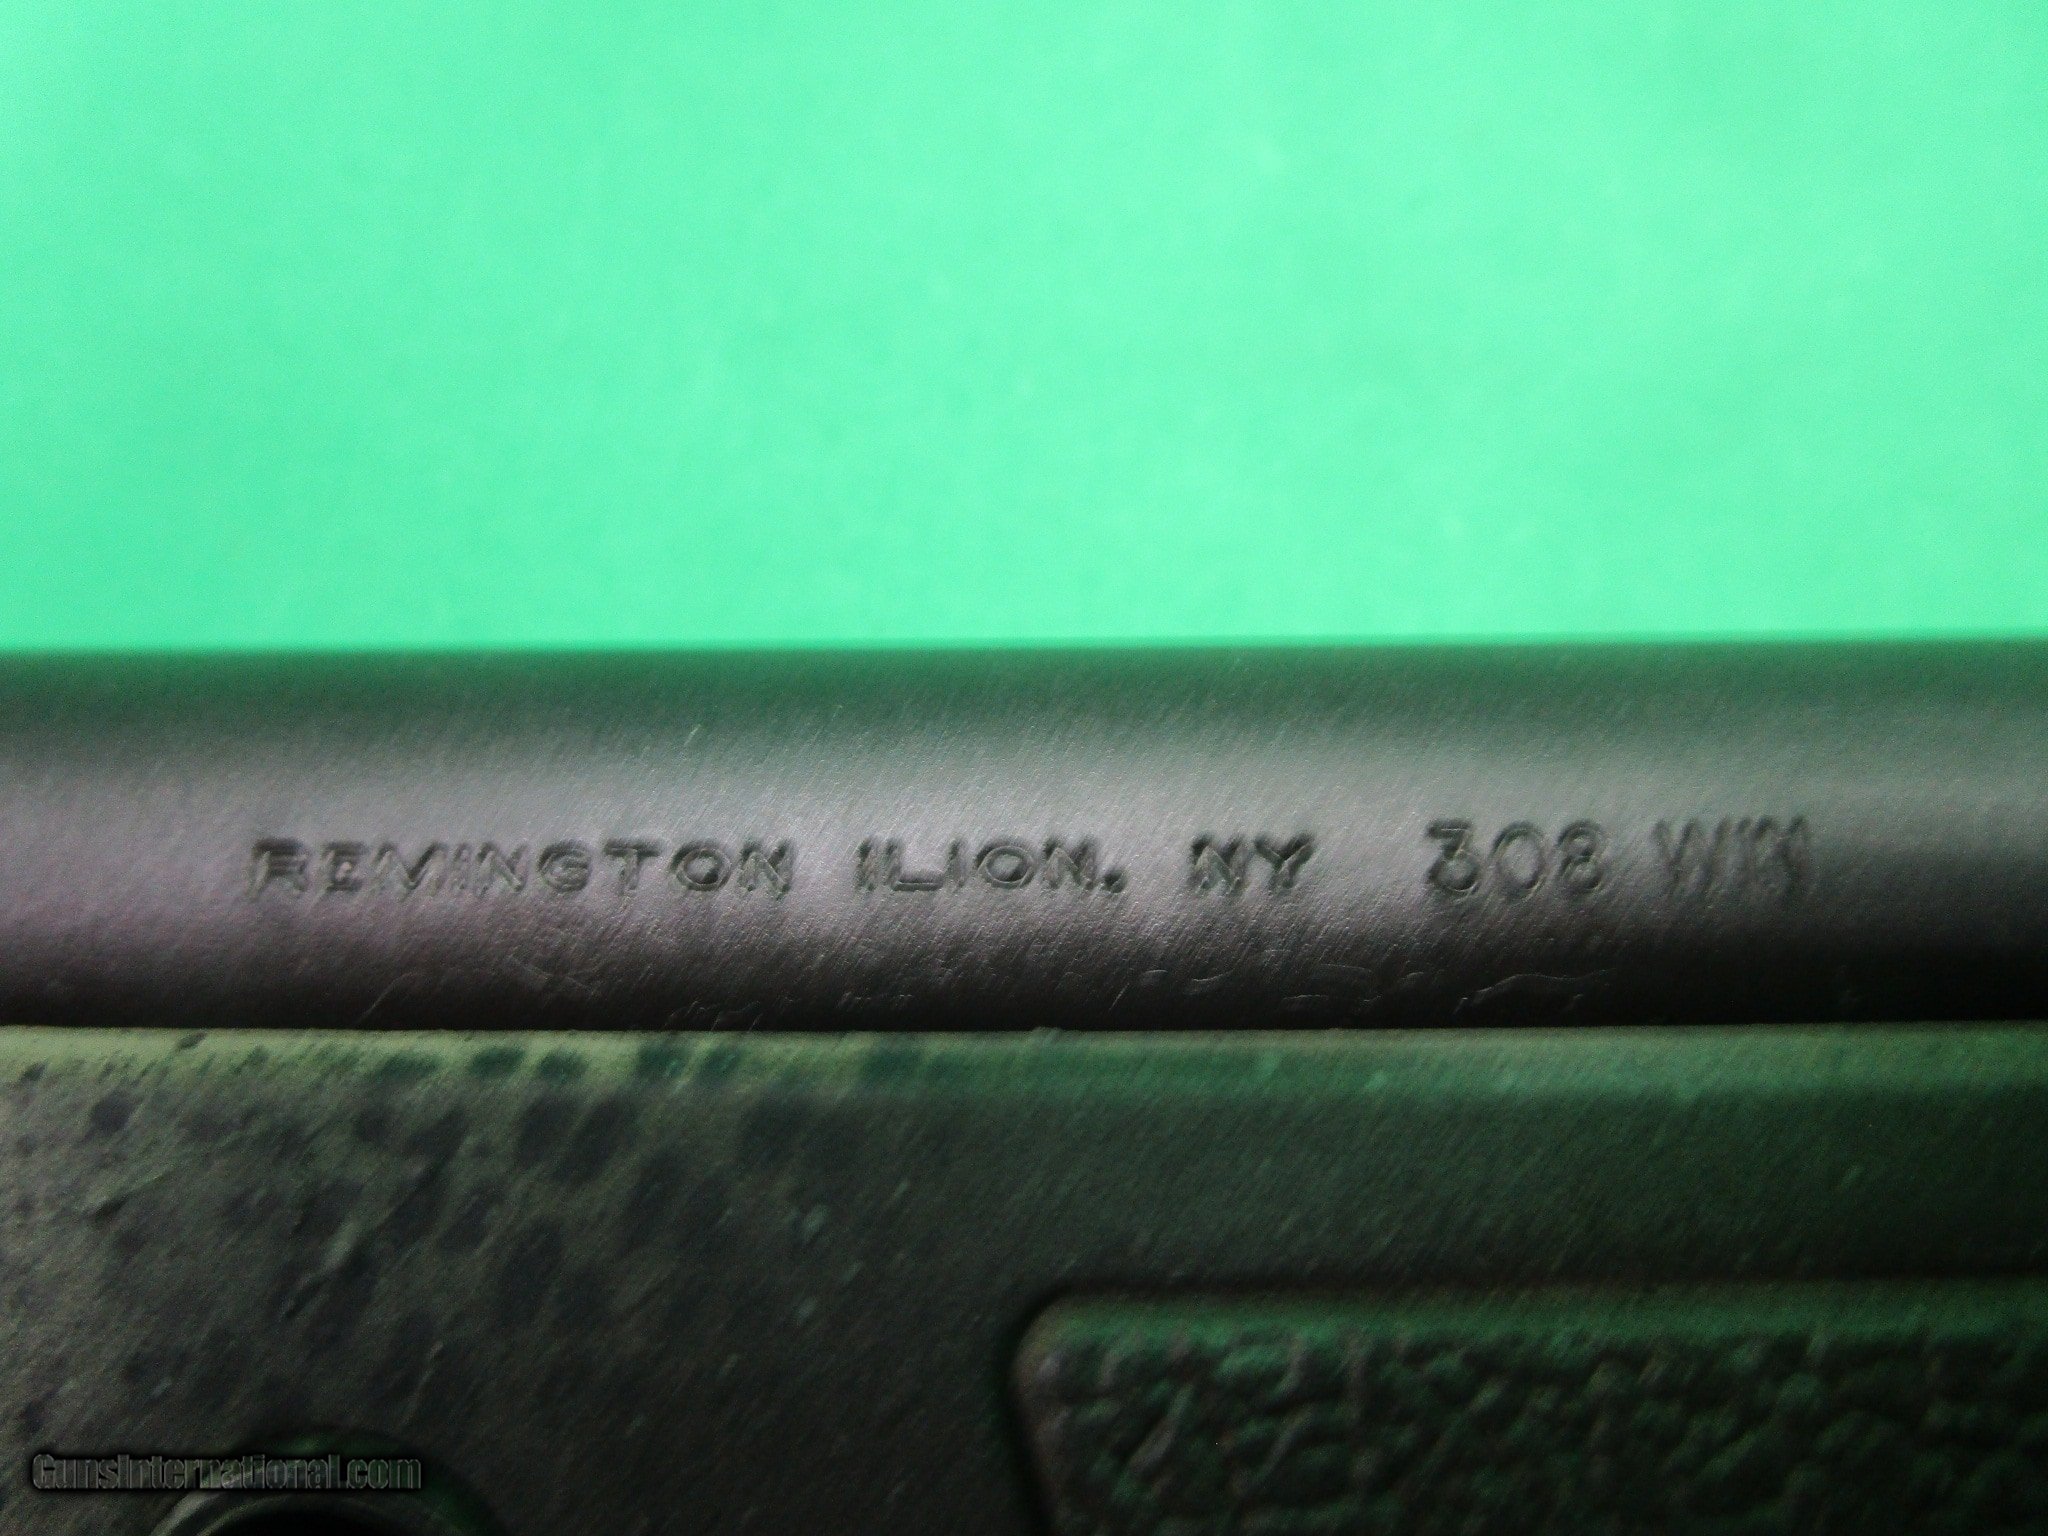 REMINGTON ILION, NY 308 WIN
GunsInternational.com